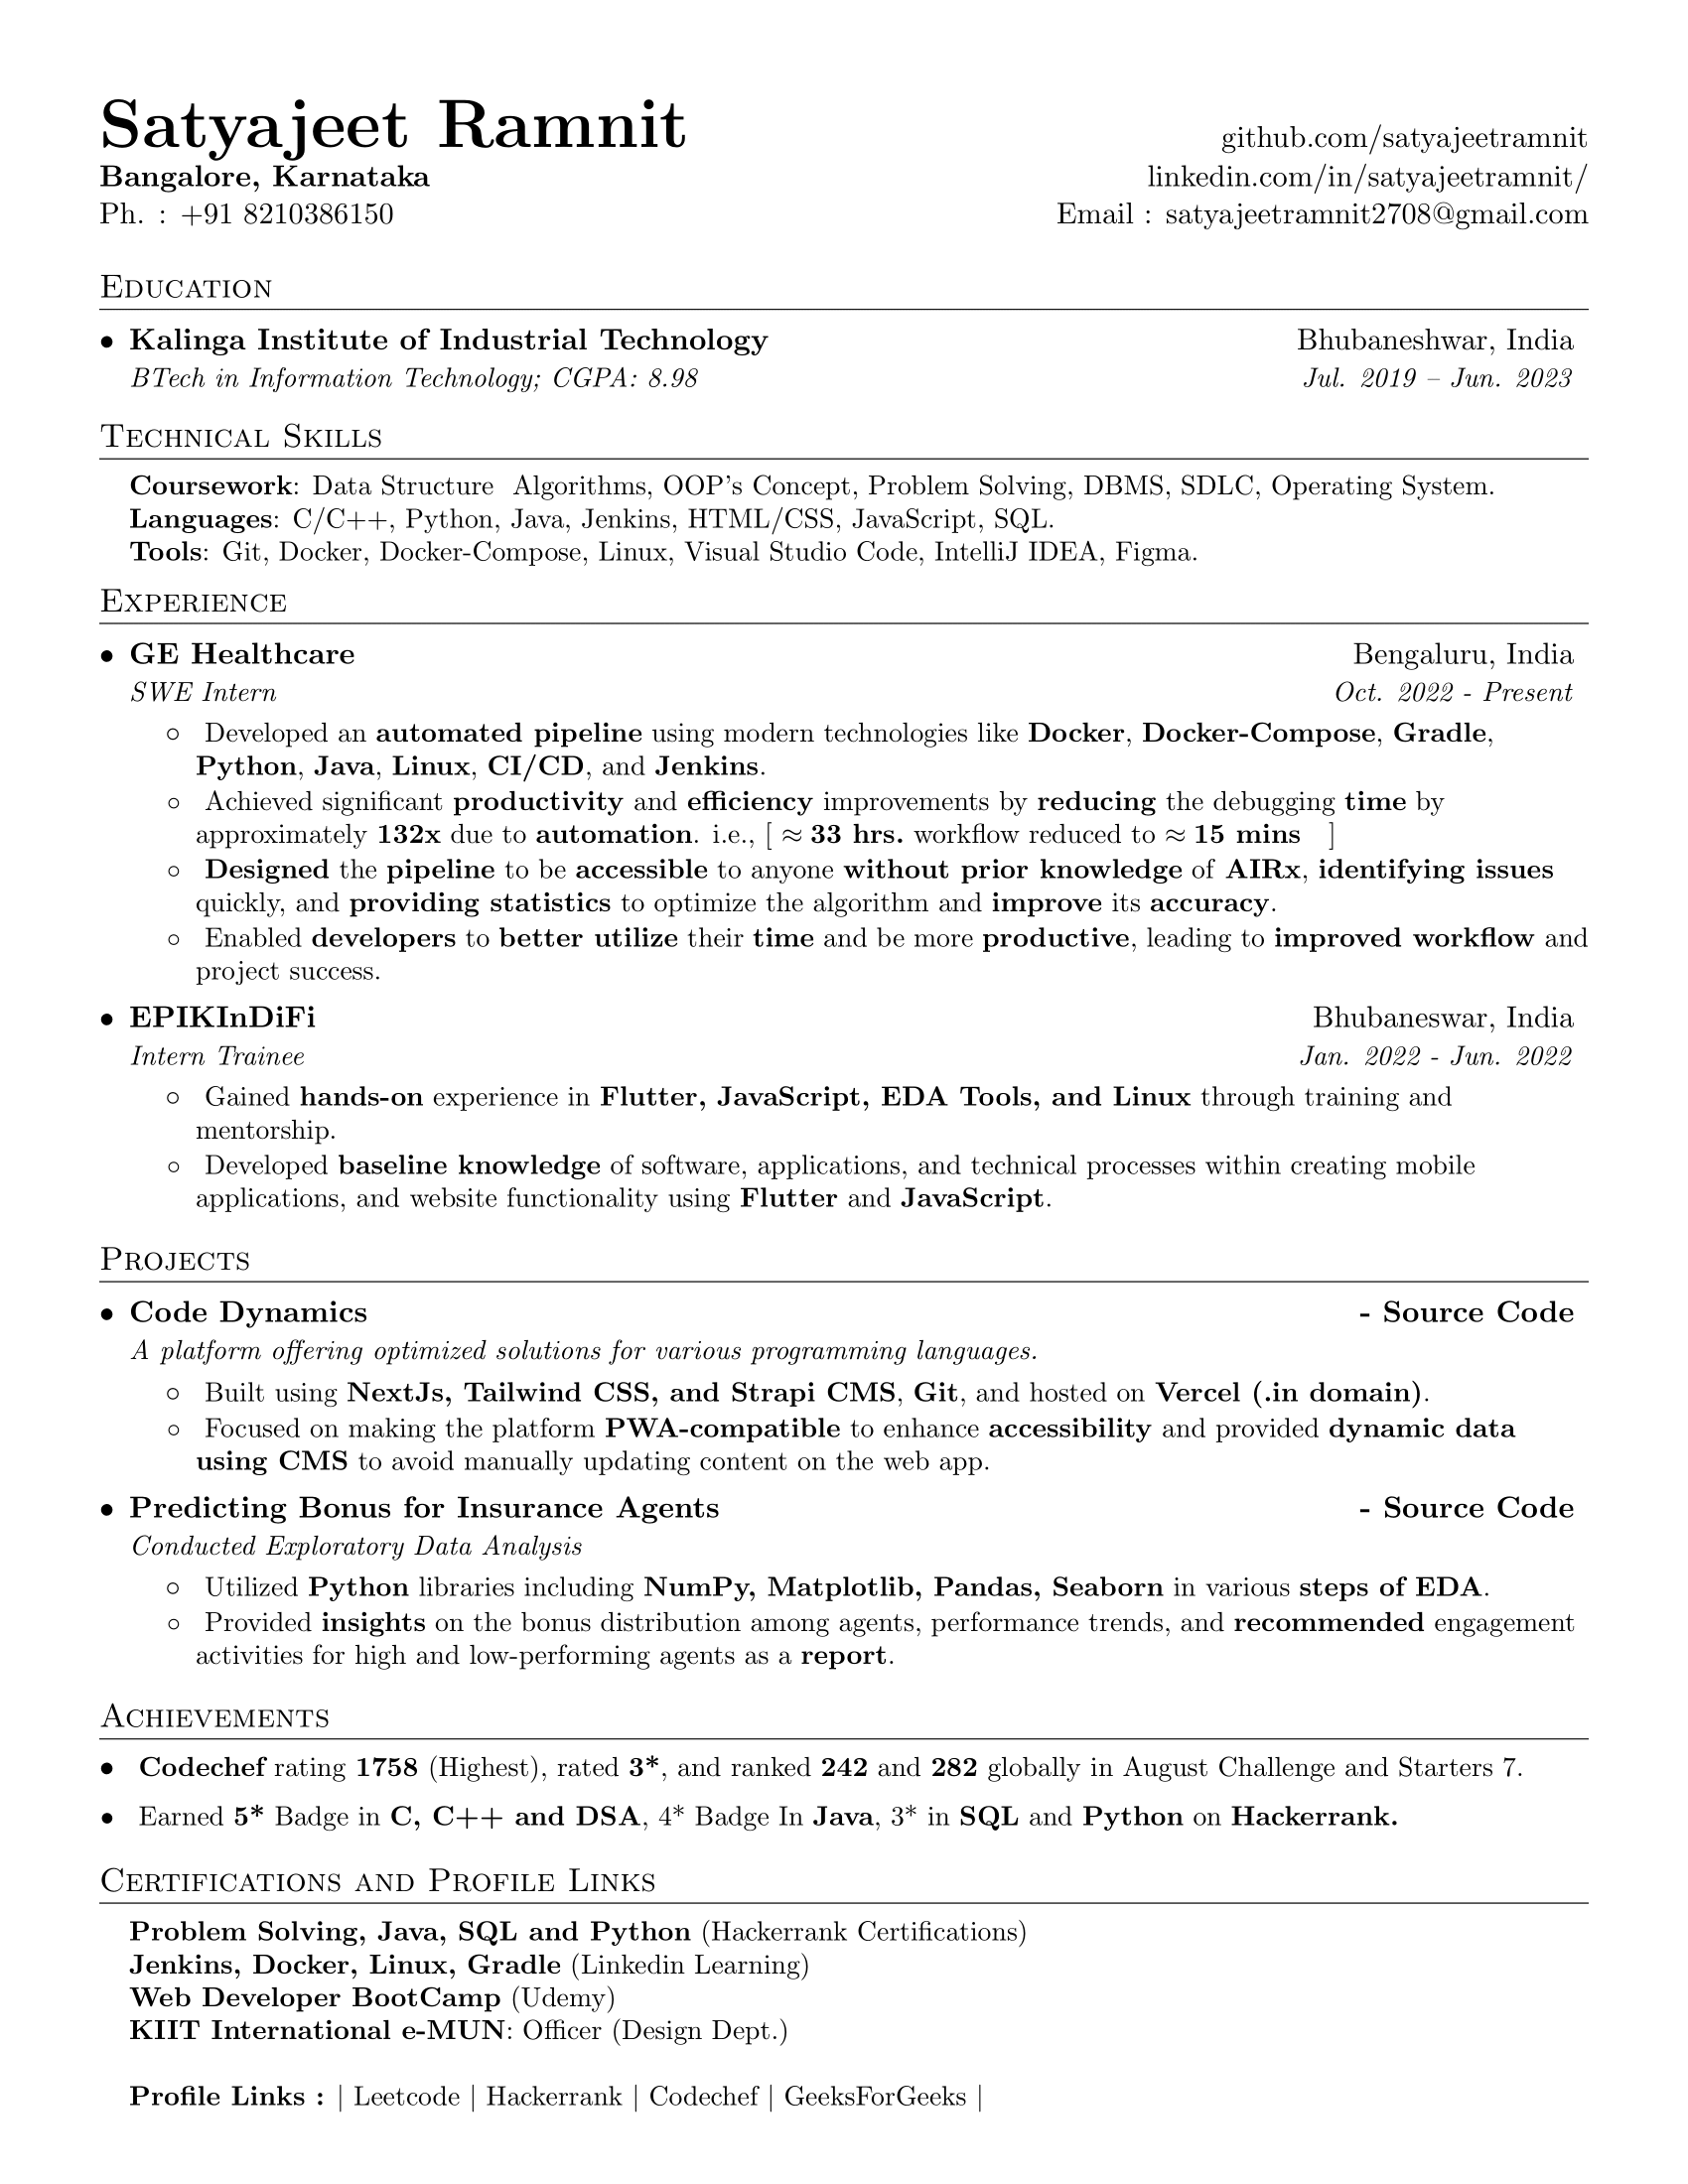 Satyajeet Ramnit
github.com/satyajeetramnit
Bangalore, Karnataka
linkedin.com/in/satyajeetramnit/
Ph. : +91 8210386150
Email : satyajeetramnit2708@gmail.com
Education
• Kalinga Institute of Industrial Technology
Bhubaneshwar, India
BTech in Information Technology; CGPA: 8.98
Jul. 2019 – Jun. 2023
Technical Skills
Coursework: Data Structure Algorithms, OOP's Concept, Problem Solving, DBMS, SDLC, Operating System.
Languages: C/C++, Python, Java, Jenkins, HTML/CSS, JavaScript, SQL.
Tools: Git, Docker, Docker-Compose, Linux, Visual Studio Code, IntelliJ IDEA, Figma.
Experience
• GE Healthcare
Bengaluru, India
SWE Intern
Oct. 2022 - Present
◦ Developed an automated pipeline using modern technologies like Docker, Docker-Compose, Gradle,
Python, Java, Linux, CI/CD, and Jenkins.
◦ Achieved significant productivity and efficiency improvements by reducing the debugging time by
approximately 132x due to automation. i.e., [ ≈ 33 hrs. workflow reduced to ≈ 15 mins ]
◦ Designed the pipeline to be accessible to anyone without prior knowledge of AIRx, identifying issues
quickly, and providing statistics to optimize the algorithm and improve its accuracy.
◦ Enabled developers to better utilize their time and be more productive, leading to improved workflow and
project success.
• EPIKInDiFi
Bhubaneswar, India
Intern Trainee
Jan. 2022 - Jun. 2022
◦ Gained hands-on experience in Flutter, JavaScript, EDA Tools, and Linux through training and
mentorship.
◦ Developed baseline knowledge of software, applications, and technical processes within creating mobile
applications, and website functionality using Flutter and JavaScript.
Projects
• Code Dynamics
- Source Code
A platform offering optimized solutions for various programming languages.
◦ Built using NextJs, Tailwind CSS, and Strapi CMS, Git, and hosted on Vercel (.in domain).
◦ Focused on making the platform PWA-compatible to enhance accessibility and provided dynamic data
using CMS to avoid manually updating content on the web app.
• Predicting Bonus for Insurance Agents
- Source Code
Conducted Exploratory Data Analysis
◦ Utilized Python libraries including NumPy, Matplotlib, Pandas, Seaborn in various steps of EDA.
◦ Provided insights on the bonus distribution among agents, performance trends, and recommended engagement
activities for high and low-performing agents as a report.
Achievements
• Codechef rating 1758 (Highest), rated 3*, and ranked 242 and 282 globally in August Challenge and Starters 7.
• Earned 5* Badge in C, C++ and DSA, 4* Badge In Java, 3* in SQL and Python on Hackerrank.
Certifications and Profile Links
Problem Solving, Java, SQL and Python (Hackerrank Certifications)
Jenkins, Docker, Linux, Gradle (Linkedin Learning)
Web Developer BootCamp (Udemy)
KIIT International e-MUN: Officer (Design Dept.)
Profile Links : | Leetcode | Hackerrank | Codechef | GeeksForGeeks |